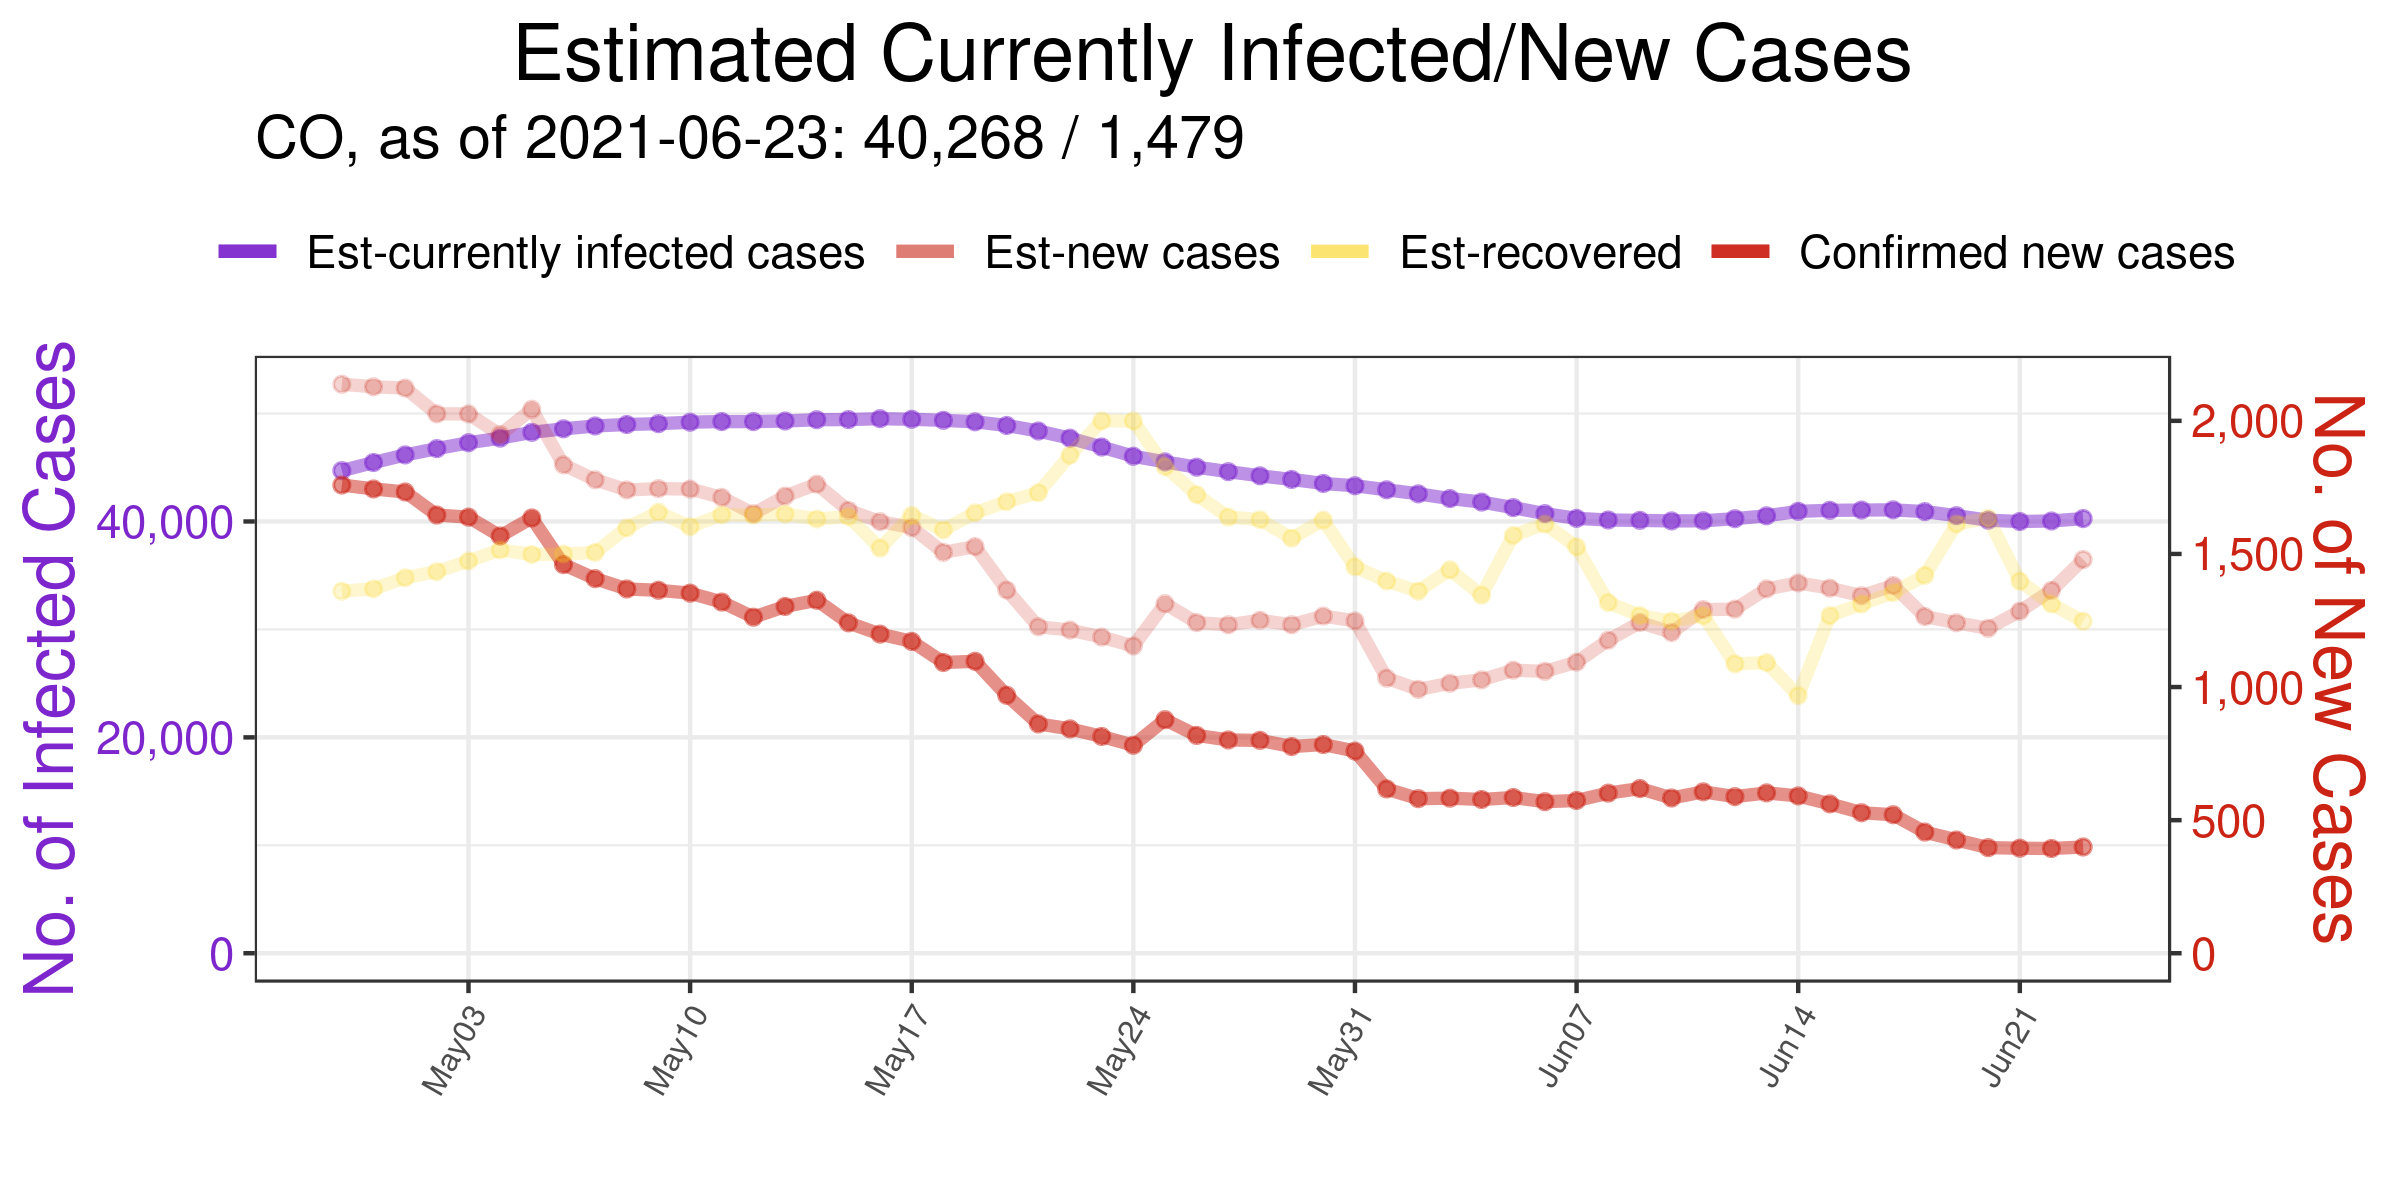 Estimated Currently Infected/New Cases
CO, as of 2021-06-23: 40,268 / 1,479
Est-currently infected cases Est-new cases Est-recovered Confirmed new cases
No. of Infected Cases
40,000
20,000
0
2,000
1,500
1,000
500
0
No. of New Cases
May03 May10 May17 May24 May31 Jun07 Jun14 Jun21